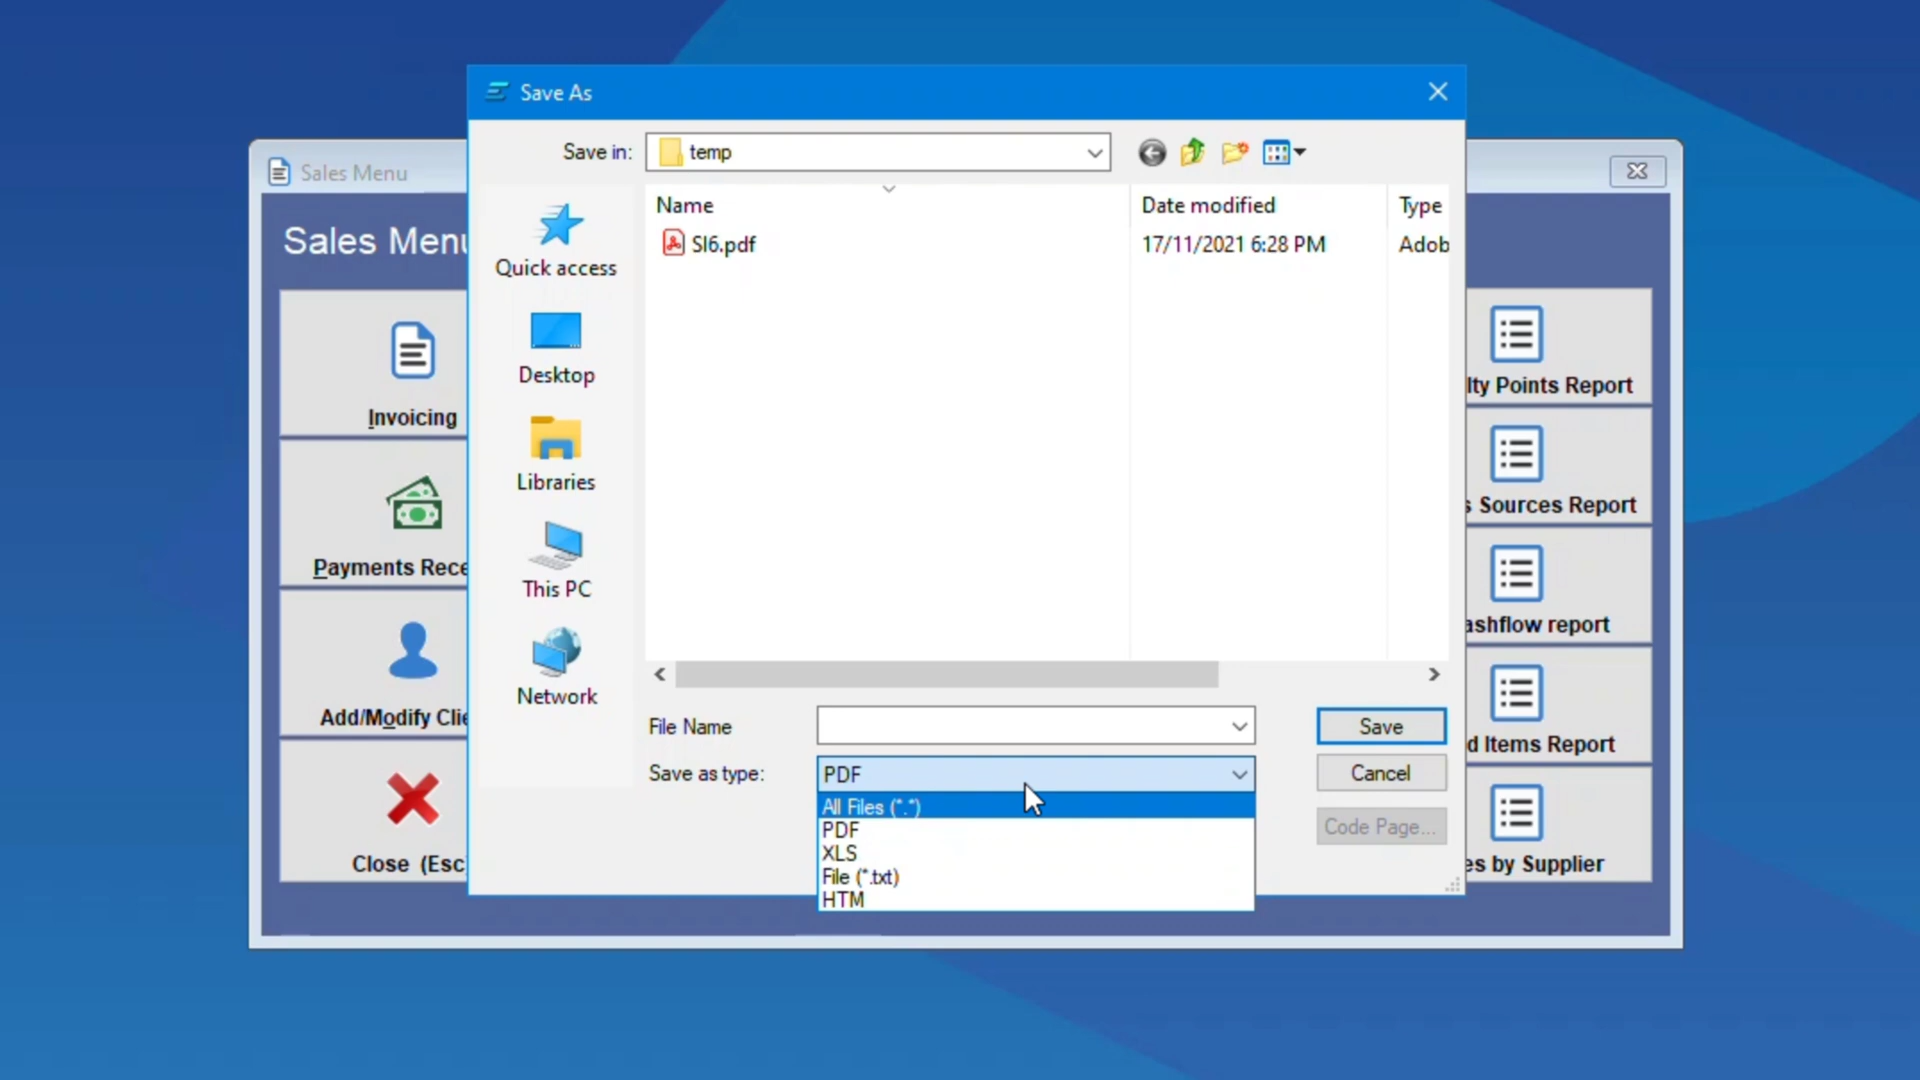 Save As
Save in:
temp
Sales Menu
Name
Date modified
Type
SI6.pdf
17/11/2021 6:28 PM
Adob
Sales Menu
Quick access
Desktop
Libraries
This PC
Network
Invoicing
Payments Rece
Add/Modify Clie
Close (Esc
lty Points Report
s Sources Report
ashflow report
d Items Report
es by Supplier
File Name
Save
Save as type:
PDF
Cancel
All Files (*.*)
PDF
XLS
File (*.txt)
HTM
Code Page...